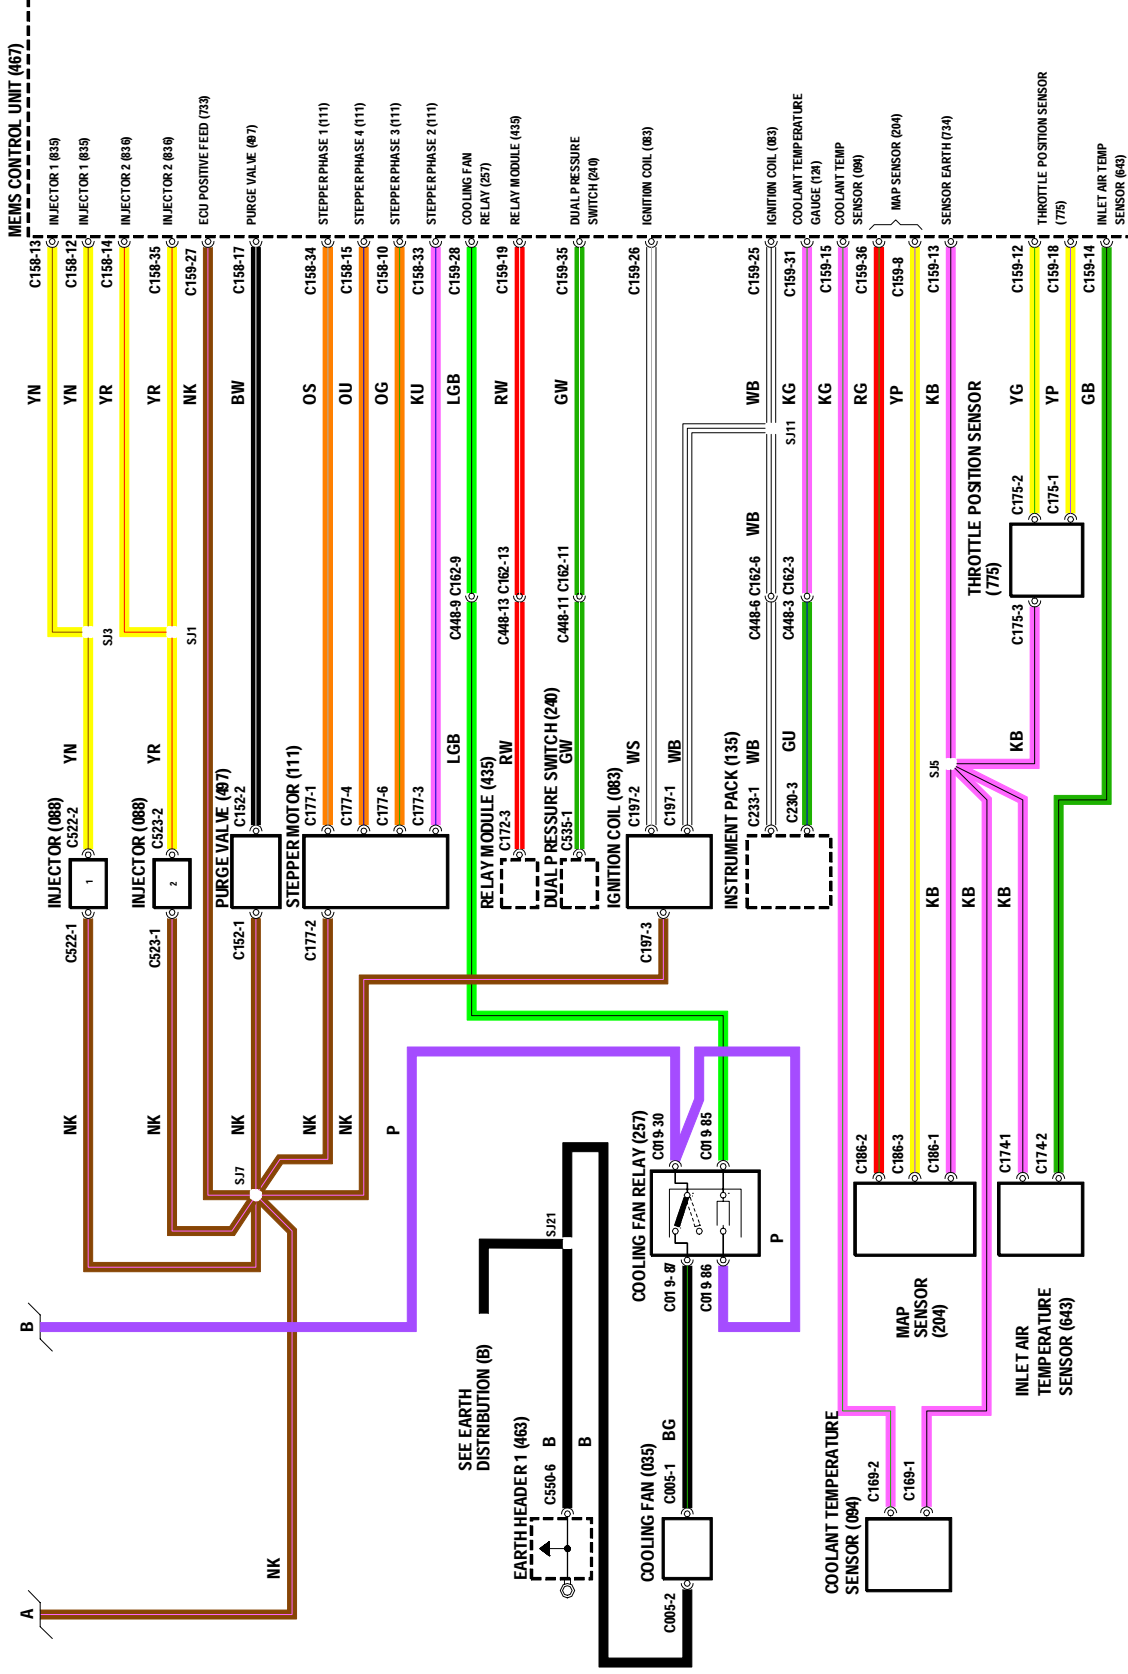 MEMS CONTROL UNIT (467)
INJECTOR 1 (835)
INJECTOR 1 (835)
INJECTOR 2 (836)
INJECTOR 2 (836)
ECU POSITIVE FEED (733)
PURGE VALVE (497)
STEPPER PHASE 1 (111)
STEPPER PHASE 4 (111)
STEPPER PHASE 3 (111)
STEPPER PHASE 2 (111)
COOLING FAN
RELAY (257)
RELAY MODULE (435)
DUAL PRESSURE
SWITCH (240)
IGNITION COIL (083)
IGNITION COIL (083)
COOLANT TEMPERATURE
GAUGE (124)
COOLANT TEMP
SENSOR (094)
MAP SENSOR (204)
SENSOR EARTH (734)
THROTTLE POSITION SENSOR
(775)
INLET AIR TEMP
SENSOR (643)
C158-13
C158-12
C158-14
C158-35
C159-27
C158-17
C158-34
C158-15
C158-10
C158-33
C159-28
C159-19
C159-35
C159-26
C159-25
C159-31
C159-15
C159-36
C159-8
C159-13
C159-12
C159-18
C159-14
YN
YN
YR
YR
NK
BW
OS
OU
OG
KU
LGB
RW
GW
WB
KG
KG
RG
YP
KB
YG
YP
GB
SJ11
THROTTLE POSITION SENSOR
(775)
C175-2
C175-1
C175-3
WB
C162-9
C162-13
C162-11
C162-6
C162-3
C448-9
C448-13
C448-11
C448-6
C448-3
SJ3
SJ1
YN
YR
LGB
RW
GW
WS
WB
WB
GU
SJ5
KB
INJECTOR (088)
C522-2
1
C522-1
INJECTOR (088)
C523-2
2
C523-1
PURGE VALVE (497)
C152-2
C152-1
STEPPER MOTOR (111)
C177-1
C177-4
C177-6
C177-3
C177-2
RELAY MODULE (435)
C172-3
DUAL PRESSURE SWITCH (240)
C535-1
IGNITION COIL (083)
C197-2
C197-1
C197-3
INSTRUMENT PACK (135)
C233-1
C230-3
KB
KB
KB
NK
NK
NK
NK
NK
P
SJ7
SJ21
COOLING FAN RELAY (257)
C019-30
C019-85
C019-87
C019-86
P
C186-2
C186-3
C186-1
C174-1
C174-2
MAP
SENSOR
(204)
INLET AIR
TEMPERATURE
SENSOR (643)
B
SEE EARTH
DISTRIBUTION (B)
EARTH HEADER 1 (463)
C550-6
B
B
COOLING FAN (035)
C005-1
BG
C005-2
COOLANT TEMPERATURE
SENSOR (094)
C169-2
C169-1
NK
A